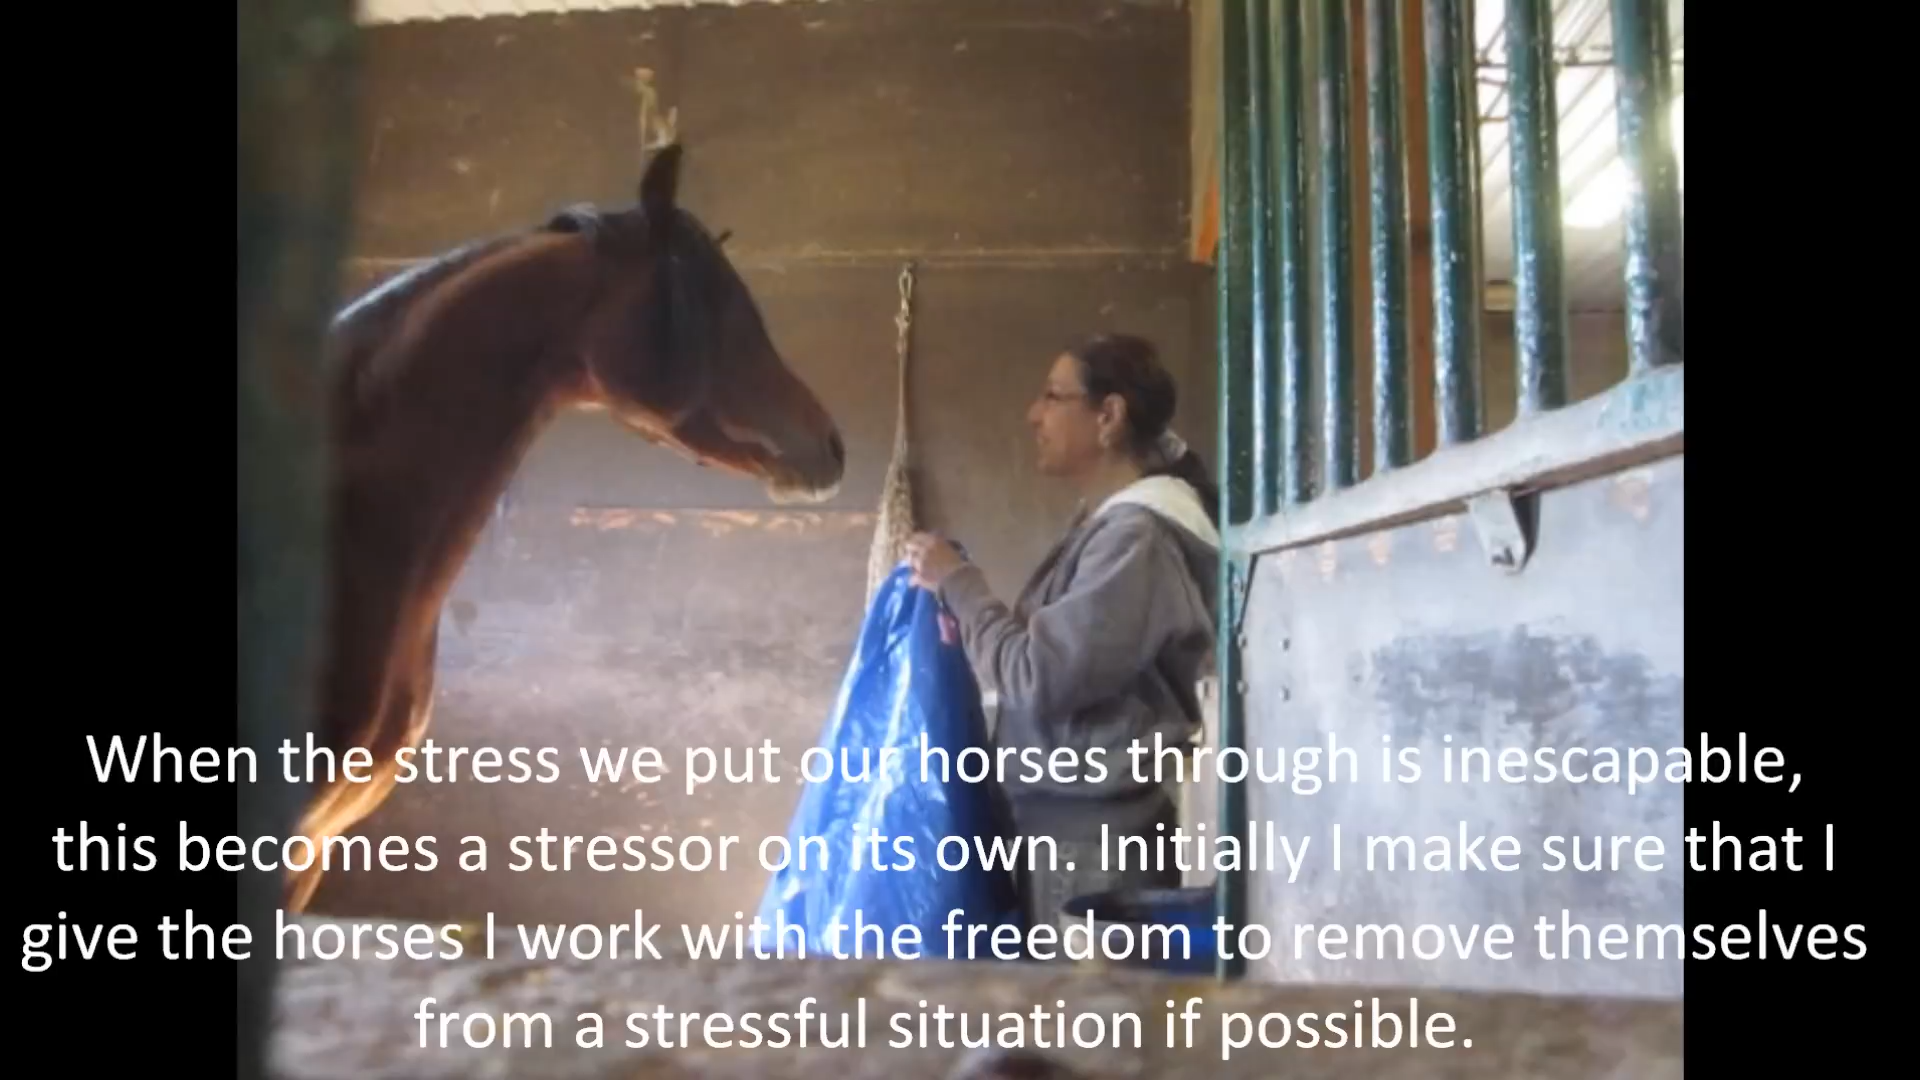 When the stress we put our horses through is inescapable,
this becomes a stressor on its own. Initially I make sure that I
give the horses I work with the freedom to remove themselves
from a stressful situation if possible.